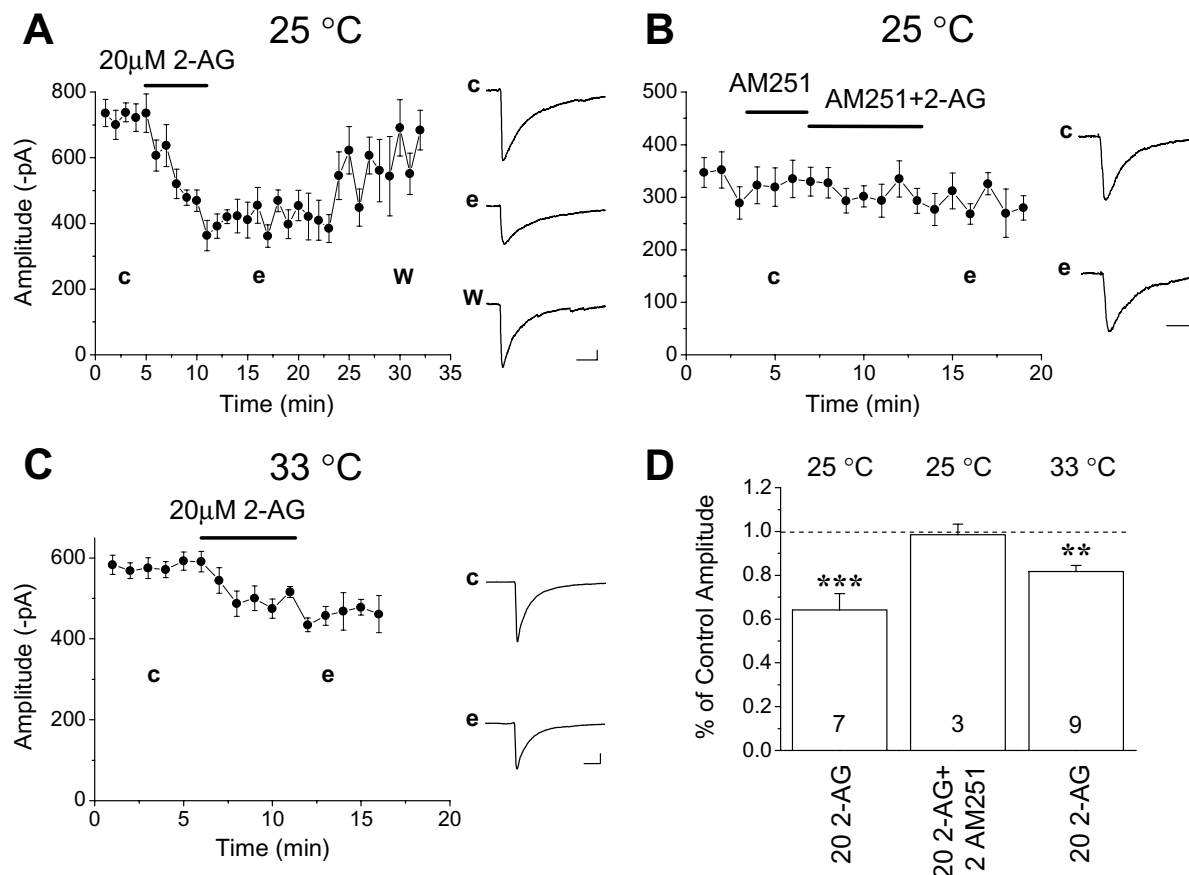 A
25 °C
20μM 2-AG
800
600
400
200
0
Amplitude (-pA)
c
e
w
0 5 10 15 20 25 30 35
Time (min)
c
e
w
B
25 °C
AM251
AM251+2-AG
500
400
300
200
100
0
c
e
0 5 10 15 20
Time (min)
c
e
C
33 °C
20μM 2-AG
600
400
200
0
Amplitude (-pA)
c
e
0 5 10 15 20
Time (min)
c
e
D
25 °C 25 °C 33 °C
1.2
1.0
0.8
0.6
0.4
0.2
0.0
% of Control Amplitude
***
**
7 3 9
20 2-AG
20 2-AG+
2 AM251
20 2-AG